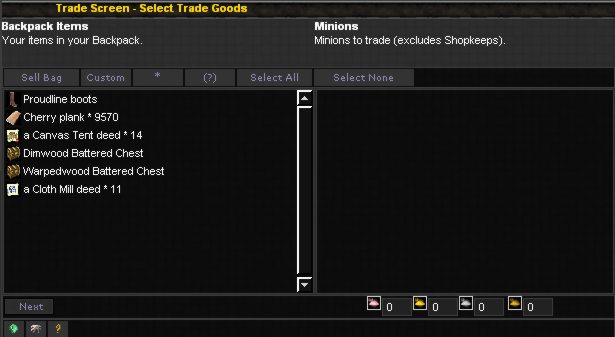 Trade Screen - Select Trade Goods
Backpack Items
Your items in your Backpack.
Minions
Minions to trade (excludes Shopkeeps).
Sell Bag
Custom
*
(?)
Select All
Select None
Proudline boots
Cherry plank * 9570
a Canvas Tent deed * 14
Dimwood Battered Chest
Warpedwood Battered Chest
a Cloth Mill deed * 11
Next
0
0
0
0
?